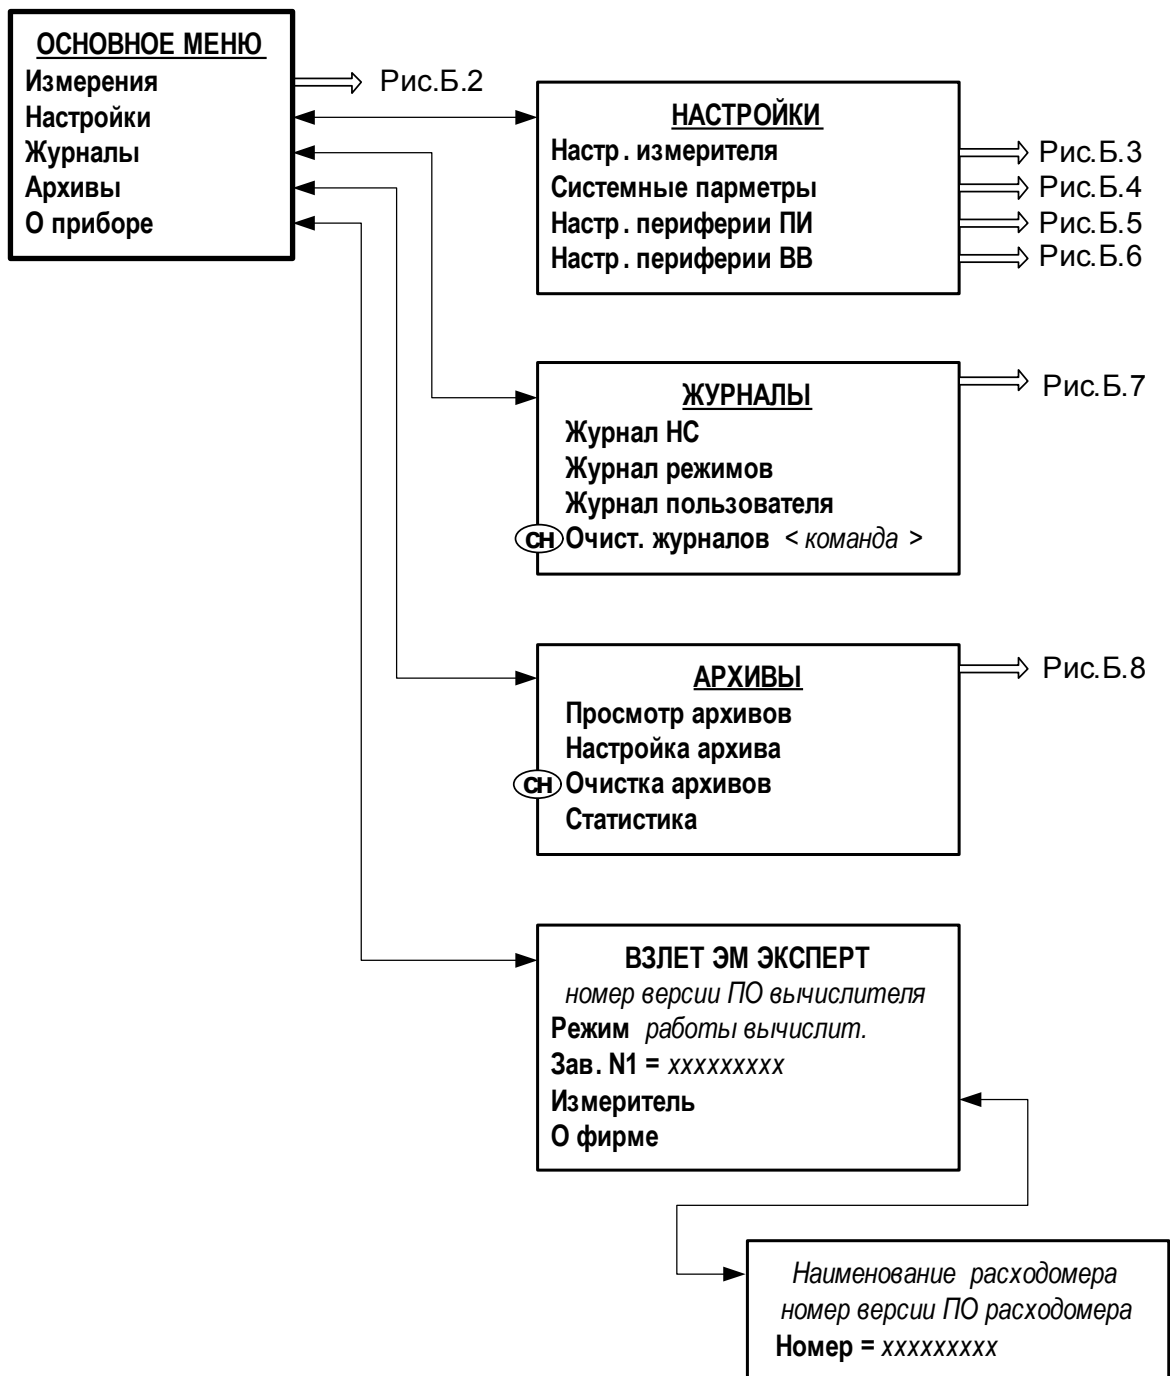 ОСНОВНОЕ МЕНЮ
Измерения
Настройки
Журналы
Архивы
О приборе
Рис.Б.2
НАСТРОЙКИ
Настр. измерителя
Системные парметры
Настр. периферии ПИ
Настр. периферии ВВ
Рис.Б.3
Рис.Б.4
Рис.Б.5
Рис.Б.6
ЖУРНАЛЫ
Журнал НС
Журнал режимов
Журнал пользователя
СН Очист. журналов < команда >
Рис.Б.7
АРХИВЫ
Просмотр архивов
Настройка архива
СН Очистка архивов
Статистика
Рис.Б.8
ВЗЛЕТ ЭМ ЭКСПЕРТ
номер версии ПО вычислителя
Режим работы вычислит.
Зав. N1 = xxxxxxxxx
Измеритель
О фирме
Наименование расходомера
номер версии ПО расходомера
Номер = xxxxxxxxx